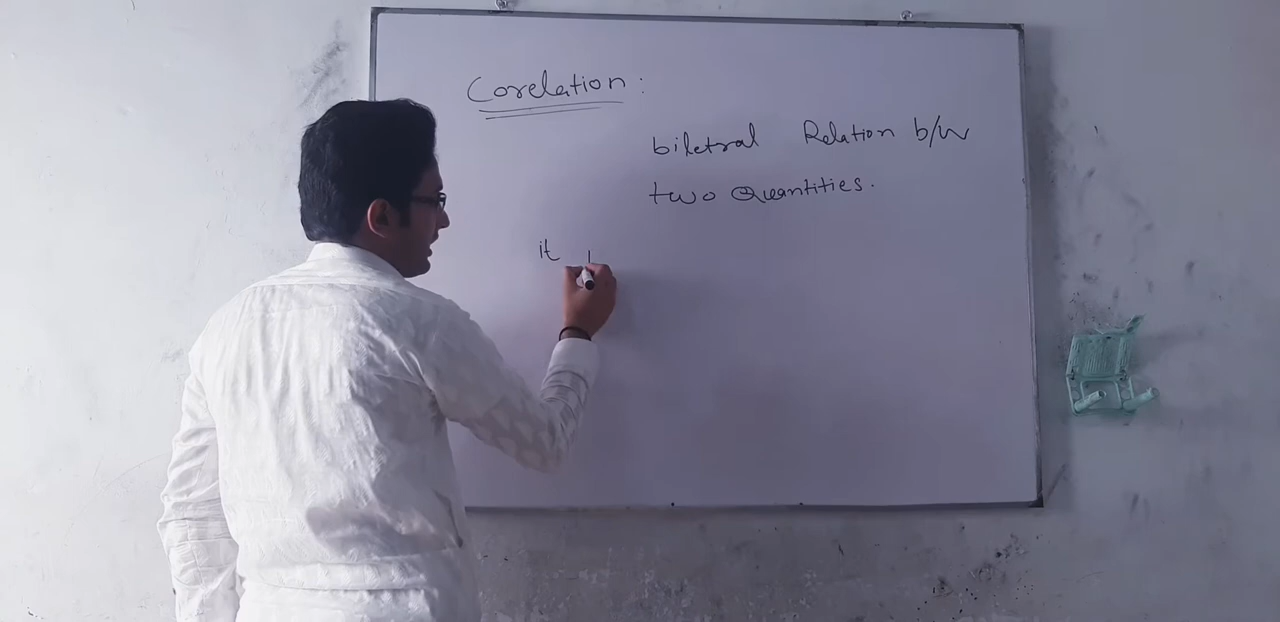 Corelation:
biletral Relation b/w
two Quantities.
it